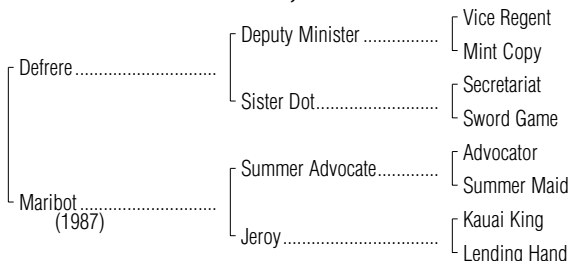 Vice Regent
Deputy Minister ..................
Mint Copy
Defrere ..................................
Secretariat
Sister Dot.............................
Sword Game
Advocator
Summer Advocate..............
Summer Maid
Maribot .................................
(1987)
Kauai King
Jeroy.....................................
Lending Hand